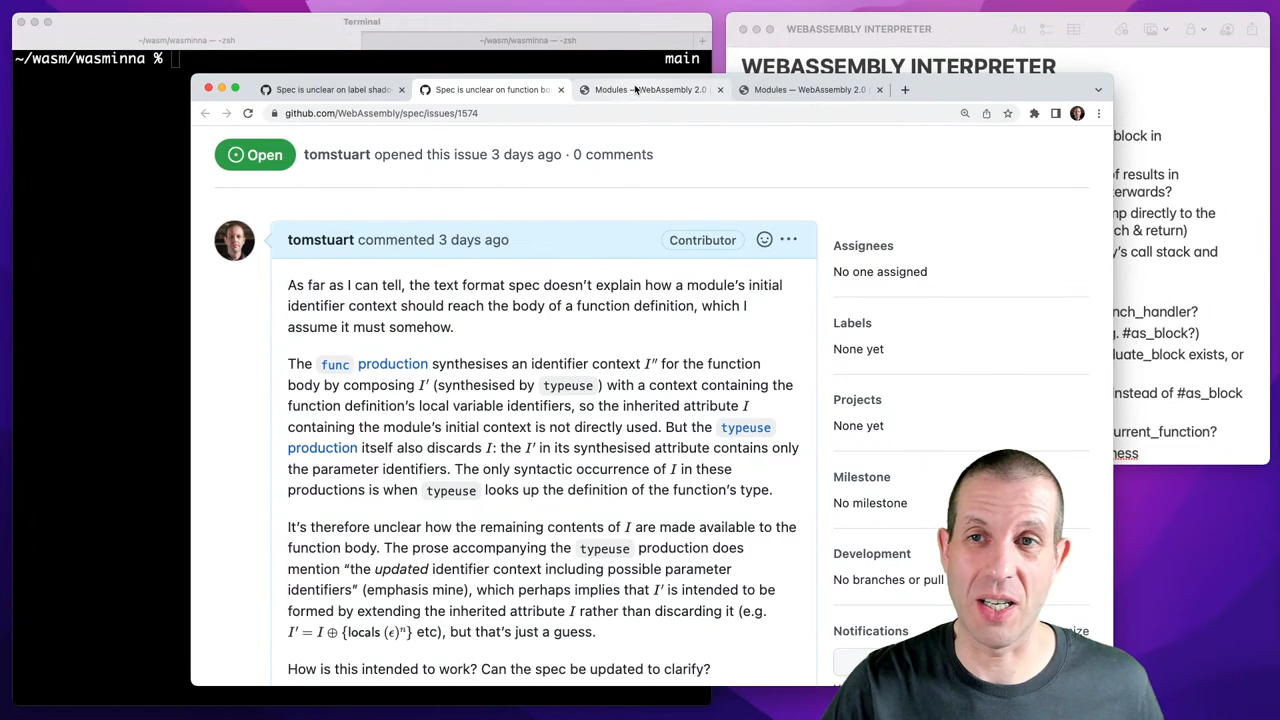 Terminal
~/wasm/wasminna — -zsh
~/wasm/wasminna — -zsh
~/wasm/wasminna %
main
WEBASSEMBLY INTERPRETER
Aa
WEBASSEMBLY INTERPRETER
Spec is unclear on label shado
Spec is unclear on function bo
Modules — WebAssembly 2.0
Modules — WebAssembly 2.0
github.com/WebAssembly/spec/issues/1574
Open
tomstuart opened this issue 3 days ago · 0 comments
tomstuart commented 3 days ago
Contributor
As far as I can tell, the text format spec doesn’t explain how a module’s initial
identifier context should reach the body of a function definition, which I
assume it must somehow.
The func production synthesises an identifier context I″ for the function
body by composing I′ (synthesised by typeuse ) with a context containing the
function definition’s local variable identifiers, so the inherited attribute I
containing the module’s initial context is not directly used. But the typeuse
production itself also discards I: the I′ in its synthesised attribute contains only
the parameter identifiers. The only syntactic occurrence of I in these
productions is when typeuse looks up the definition of the function’s type.
It’s therefore unclear how the remaining contents of I are made available to the
function body. The prose accompanying the typeuse production does
mention “the updated identifier context including possible parameter
identifiers” (emphasis mine), which perhaps implies that I′ is intended to be
formed by extending the inherited attribute I rather than discarding it (e.g.
I′ = I ⊕ {locals (ϵ)ⁿ} etc), but that’s just a guess.
How is this intended to work? Can the spec be updated to clarify?
Assignees
No one assigned
Labels
None yet
Projects
None yet
Milestone
No milestone
Development
No branches or pull
Notifications
ize
block in
of results in
terwards?
mp directly to the
ch & return)
y’s call stack and
nch_handler?
g. #as_block?)
luate_block exists, or
instead of #as_block
urrent_function?
ness